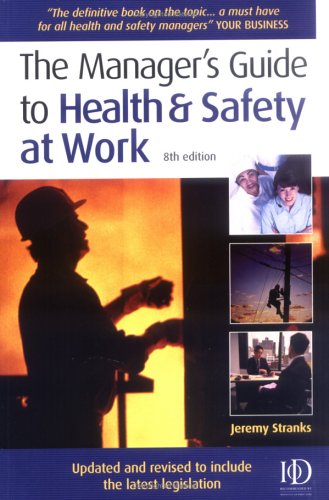 "The definitive book on the topic... a must have
for all health and safety managers" YOUR BUSINESS
The Manager's Guide
to Health & Safety
at Work 8th edition
Jeremy Stranks
Updated and revised to include
the latest legislation
IOD